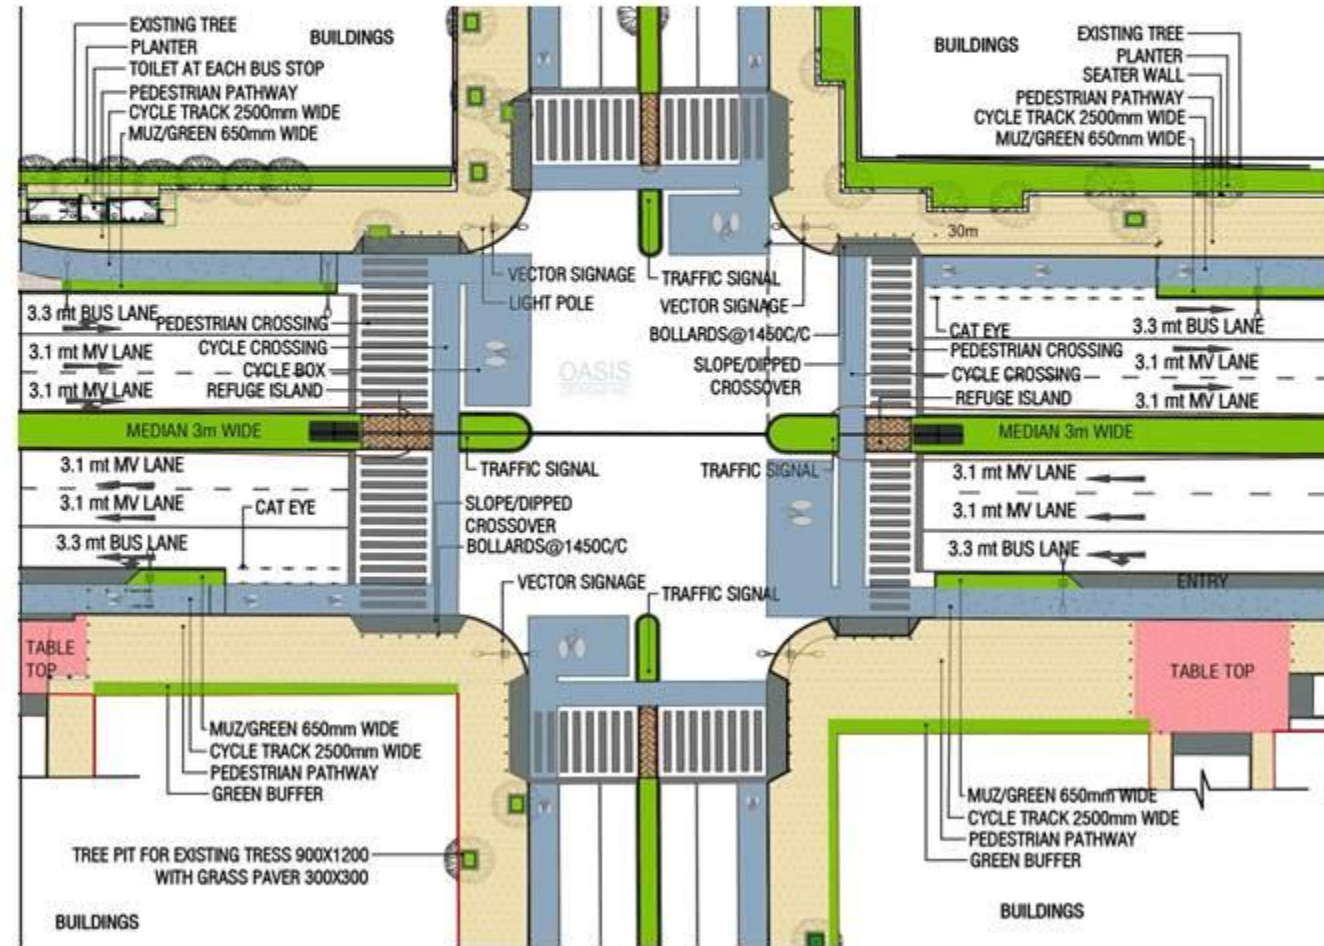 EXISTING TREE
PLANTER
TOILET AT EACH BUS STOP
PEDESTRIAN PATHWAY
CYCLE TRACK 2500mm WIDE
MUZ/GREEN 650mm WIDE
BUILDINGS
BUILDINGS
EXISTING TREE
PLANTER
SEATER WALL
PEDESTRIAN PATHWAY
CYCLE TRACK 2500mm WIDE
MUZ/GREEN 650mm WIDE
30m
VECTOR SIGNAGE
LIGHT POLE
TRAFFIC SIGNAL
VECTOR SIGNAGE
BOLLARDS@1450C/C
SLOPE/DIPPED
CROSSOVER
3.3 mt BUS LANE
PEDESTRIAN CROSSING
3.1 mt MV LANE
CYCLE CROSSING
CYCLE BOX
3.1 mt MV LANE
REFUGE ISLAND
OASIS
CAT EYE
3.3 mt BUS LANE
PEDESTRIAN CROSSING
3.1 mt MV LANE
CYCLE CROSSING
REFUGE ISLAND
3.1 mt MV LANE
MEDIAN 3m WIDE
MEDIAN 3m WIDE
3.1 mt MV LANE
3.1 mt MV LANE
3.3 mt BUS LANE
CAT EYE
TRAFFIC SIGNAL
SLOPE/DIPPED
CROSSOVER
BOLLARDS@1450C/C
TRAFFIC SIGNAL
3.1 mt MV LANE
3.1 mt MV LANE
3.3 mt BUS LANE
ENTRY
VECTOR SIGNAGE
TRAFFIC SIGNAL
TABLE
TOP
TABLE TOP
MUZ/GREEN 650mm WIDE
CYCLE TRACK 2500mm WIDE
PEDESTRIAN PATHWAY
GREEN BUFFER
MUZ/GREEN 650mm WIDE
CYCLE TRACK 2500mm WIDE
PEDESTRIAN PATHWAY
GREEN BUFFER
TREE PIT FOR EXISTING TRESS 900X1200
WITH GRASS PAVER 300X300
BUILDINGS
BUILDINGS